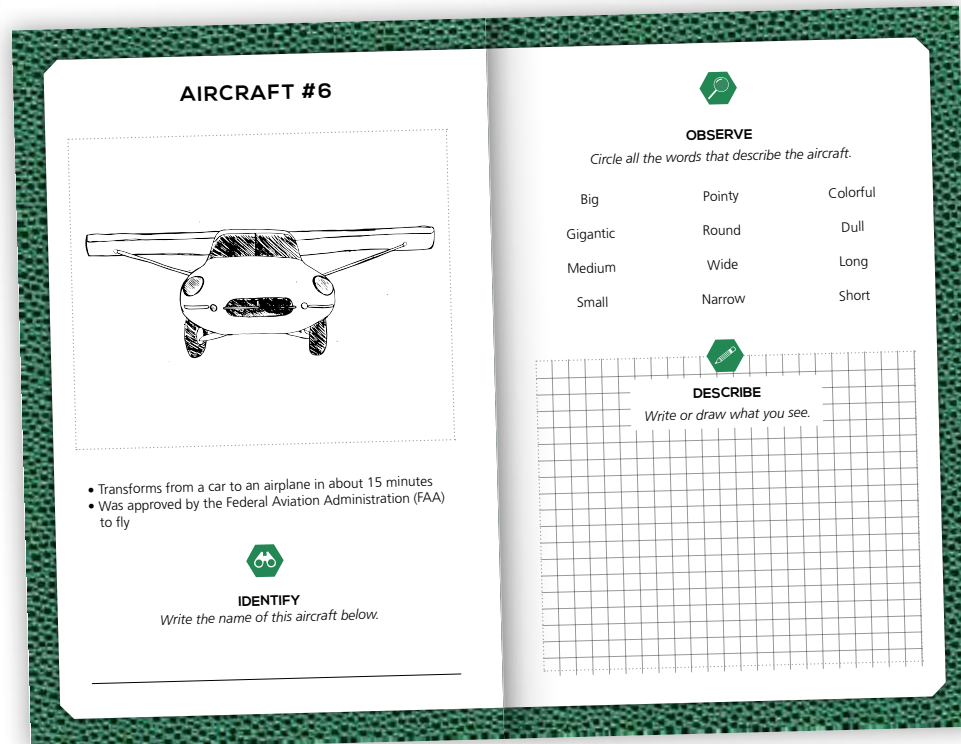 AIRCRAFT #6
• Transforms from a car to an airplane in about 15 minutes
• Was approved by the Federal Aviation Administration (FAA)
to fly
IDENTIFY
Write the name of this aircraft below.
OBSERVE
Circle all the words that describe the aircraft.
Big Pointy Colorful
Gigantic Round Dull
Medium Wide Long
Small Narrow Short
DESCRIBE
Write or draw what you see.